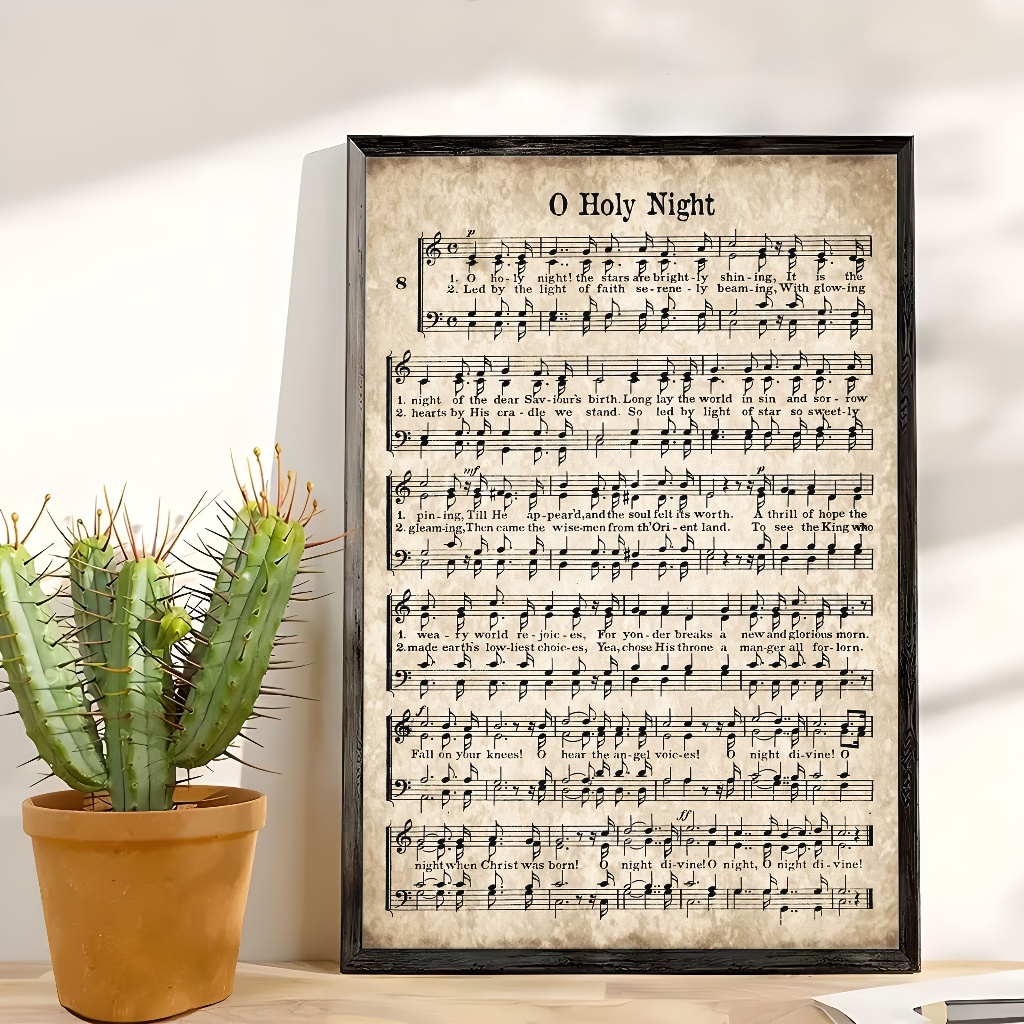 O Holy Night
p
8
1. O ho-ly night! the stars are bright-ly shin-ing, It is the
2. Led by the light of faith se-rene-ly beam-ing, With glow-ing
1. night of the dear Sav-iour's birth. Long lay the world in sin and sor-row
2. hearts by His cra-dle we stand. So led by light of star so sweet-ly
mf p
1. pin-ing, Till He ap-pear'd, and the soul felt its worth. A thrill of hope the
2. gleam-ing, Then came the wise-men from th'Ori-ent land. To see the King who
1. wea-ry world re-joic-es, For yon-der breaks a new and glorious morn.
2. made earth's low-liest choic-es, Yea, chose His throne a man-ger all for-lorn.
f
Fall on your knees! O hear the an-gel voic-es! O night di-vine! O
ff
night when Christ was born! O night di-vine! O night, O night di-vine!